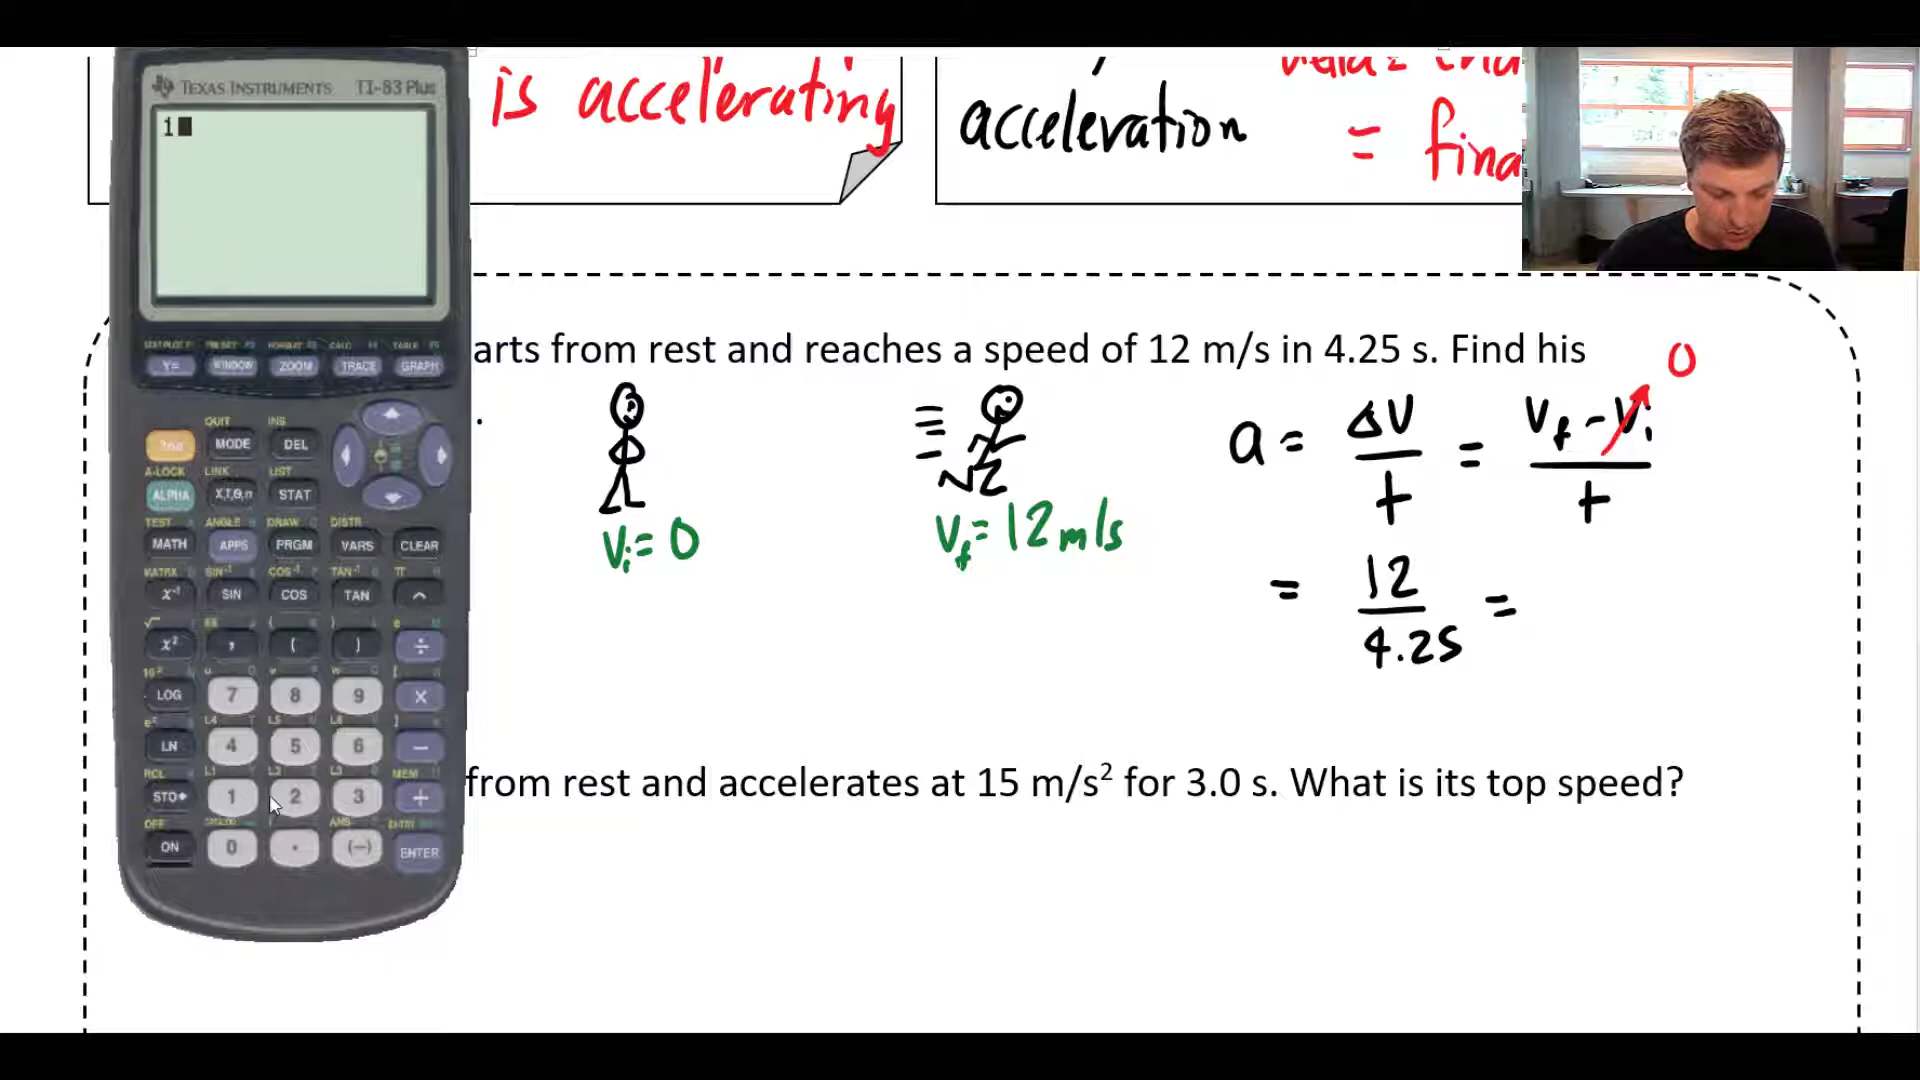 is accelerating
acceleration
= fina
TEXAS INSTRUMENTS TI-83 Plus
1
arts from rest and reaches a speed of 12 m/s in 4.25 s. Find his
.
0
a = ΔV / t = Vf - Vi / t
Vi = 0
Vf = 12 m/s
= 12 / 4.25 =
from rest and accelerates at 15 m/s² for 3.0 s. What is its top speed?
Y= WINDOW ZOOM TRACE GRAPH
QUIT INS
2nd MODE DEL
A-LOCK LINK LIST
ALPHA X,T,θ,n STAT
TEST ANGLE DRAW DISTR
MATH APPS PRGM VARS CLEAR
MATRX SIN⁻¹ COS⁻¹ TAN⁻¹ π
x⁻¹ SIN COS TAN ^
x² , ( ) ÷
LOG 7 8 9 ×
LN 4 5 6 −
RCL L1 L2 L3 MEM
STO 1 2 3 +
OFF ANS ENTRY
ON 0 . (−) ENTER